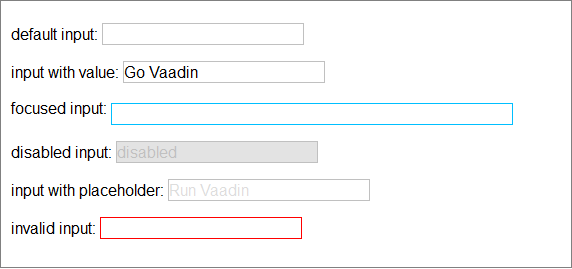 default input:
input with value: Go Vaadin
focused input:
disabled input: disabled
input with placeholder: Run Vaadin
invalid input: